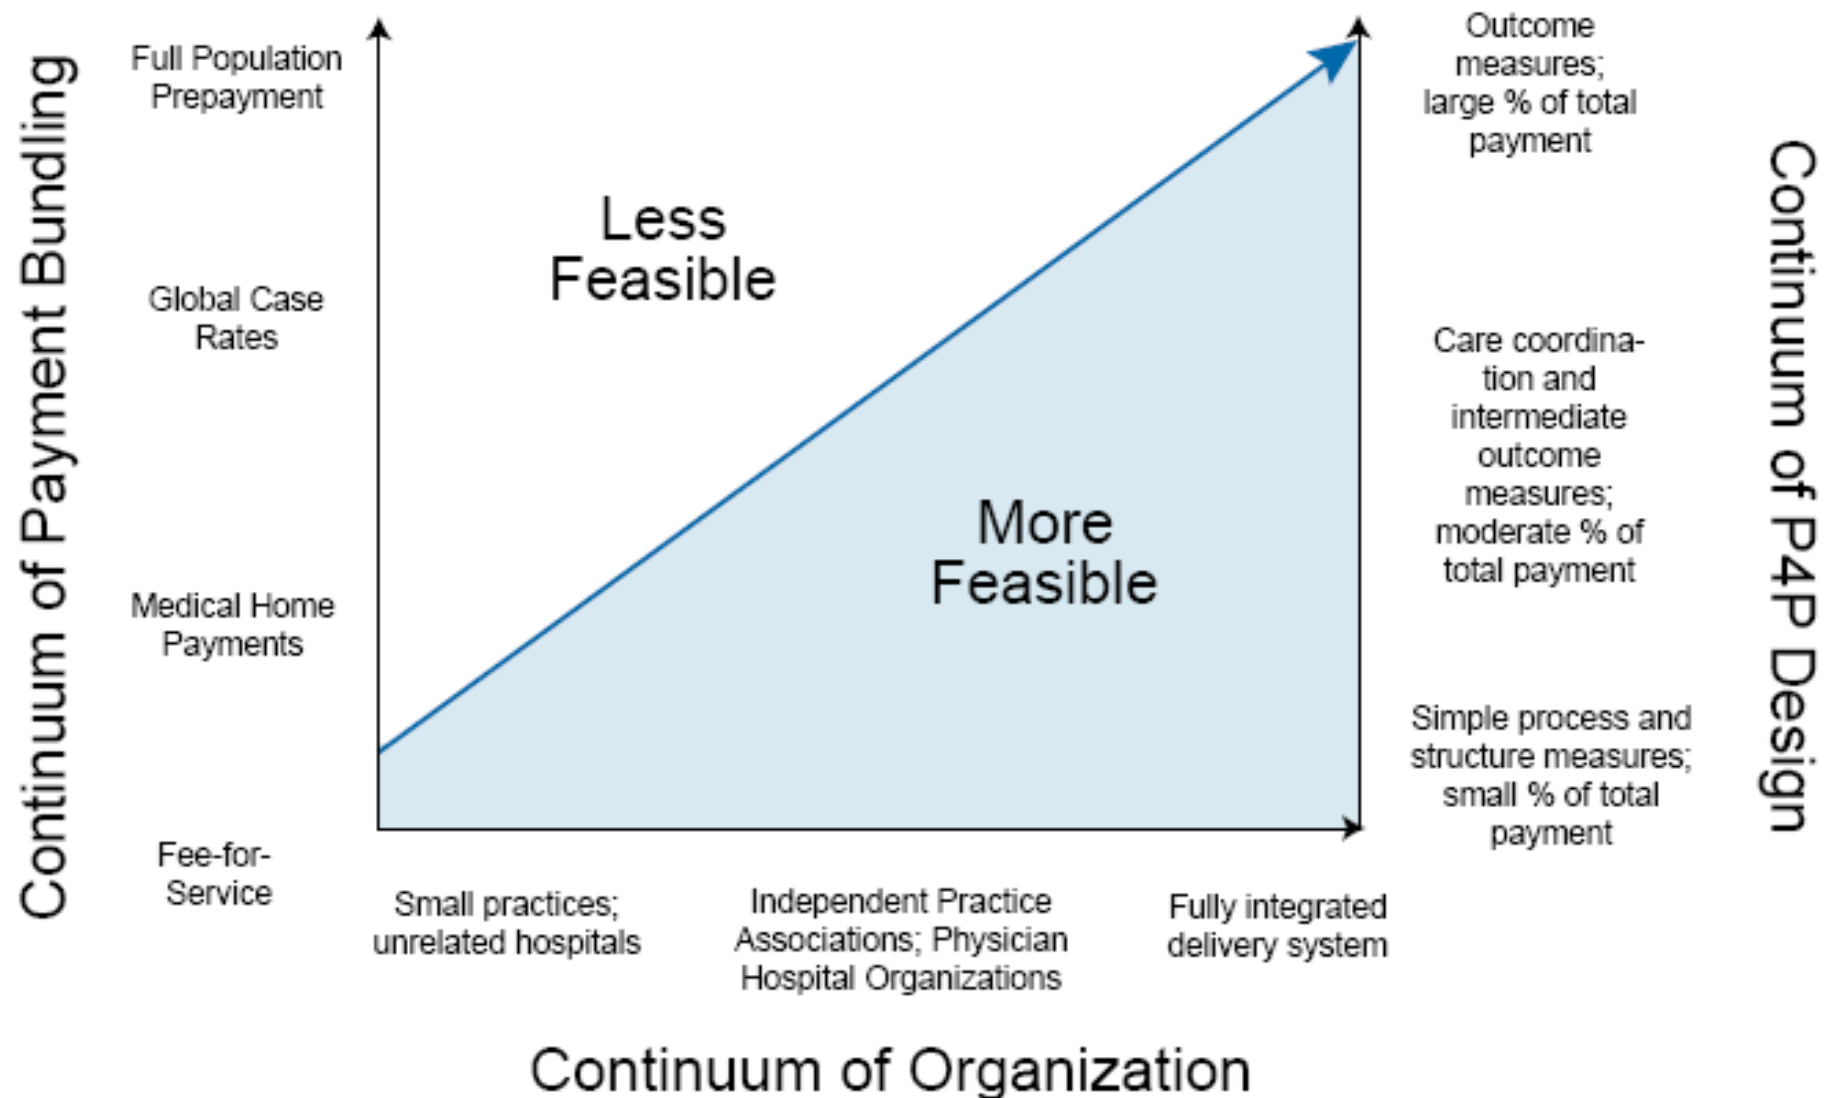 Continuum of Payment Bundling
Full Population
Prepayment
Global Case
Rates
Medical Home
Payments
Fee-for-
Service
Less
Feasible
More
Feasible
Outcome
measures;
large % of total
payment
Care coordina-
tion and
intermediate
outcome
measures;
moderate % of
total payment
Simple process and
structure measures;
small % of total
payment
Continuum of P4P Design
Small practices;
unrelated hospitals
Independent Practice
Associations; Physician
Hospital Organizations
Fully integrated
delivery system
Continuum of Organization